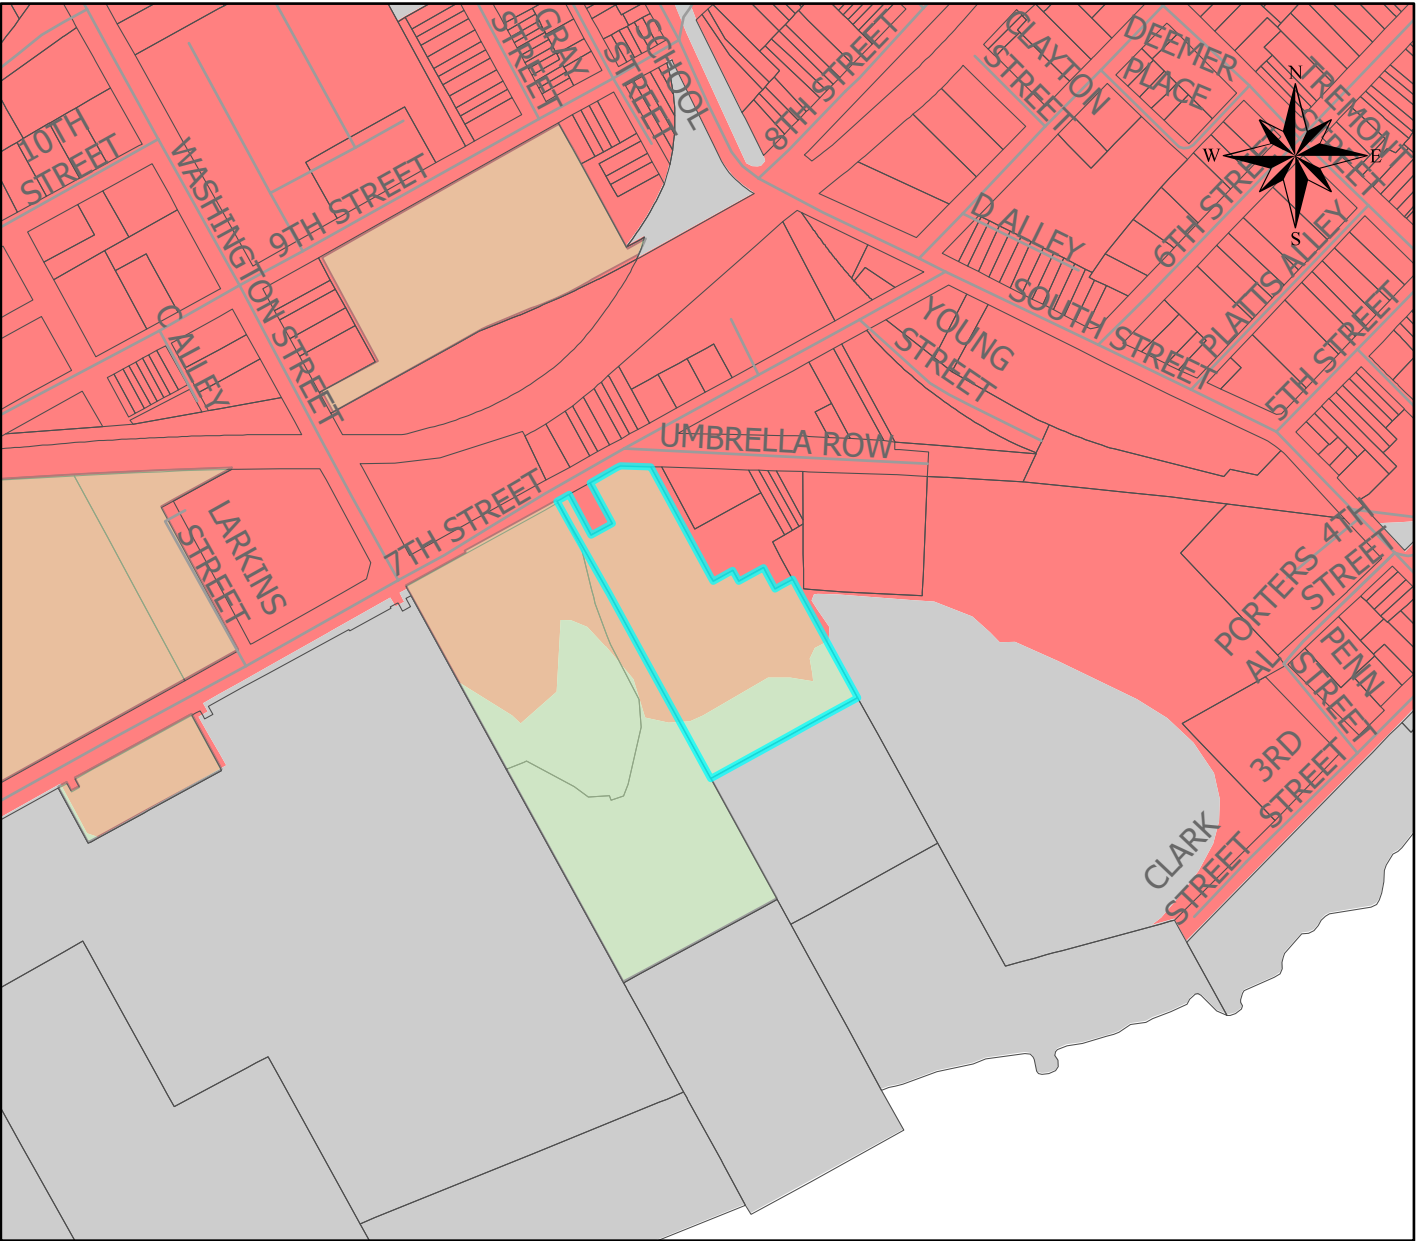 GRAY
STREET
SCHOOL
STREET
8TH STREET
CLAYTON
STREET
DEEMER
PLACE
TREMONT
STREET
N
W
E
S
10TH
STREET
WASHINGTON STREET
9TH STREET
D ALLEY
6TH STREET
PLATTS ALLEY
C ALLEY
YOUNG
STREET
SOUTH STREET
5TH STREET
UMBRELLA ROW
7TH STREET
LARKINS
STREET
PORTERS
AL
4TH
STREET
PENN
STREET
3RD
STREET
CLARK
STREET